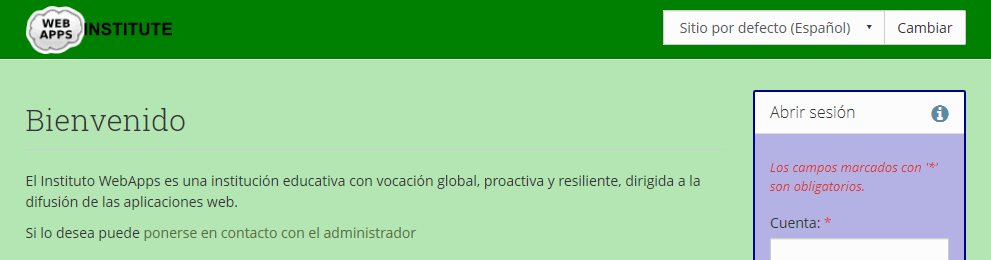 WEB
APPS
INSTITUTE
Sitio por defecto (Español)
Cambiar
Bienvenido
El Instituto WebApps es una institución educativa con vocación global, proactiva y resiliente, dirigida a la
difusión de las aplicaciones web.
Si lo desea puede ponerse en contacto con el administrador
Abrir sesión
Los campos marcados con '*'
son obligatorios.
Cuenta: *